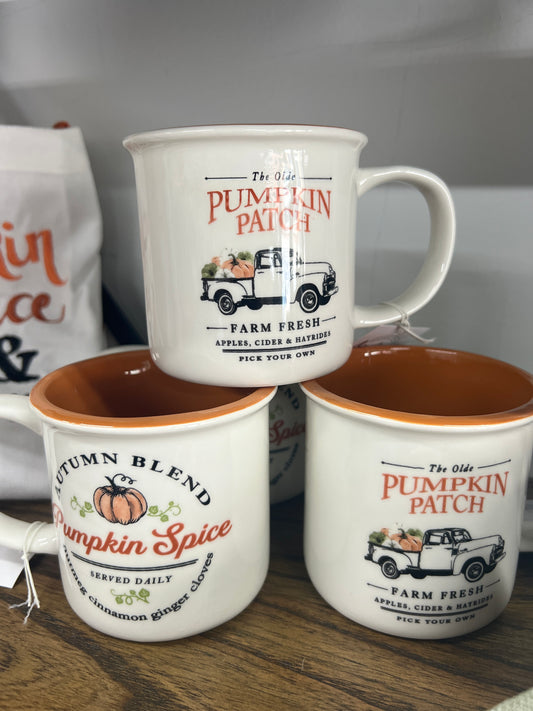 The Olde
PUMPKIN
PATCH
FARM FRESH
APPLES, CIDER & HAYRIDES
PICK YOUR OWN
&
AUTUMN BLEND
Pumpkin Spice
SERVED DAILY
cinnamon ginger cloves
Spice
The Olde
PUMPKIN
PATCH
FARM FRESH
APPLES, CIDER & HAYRIDES
PICK YOUR OWN